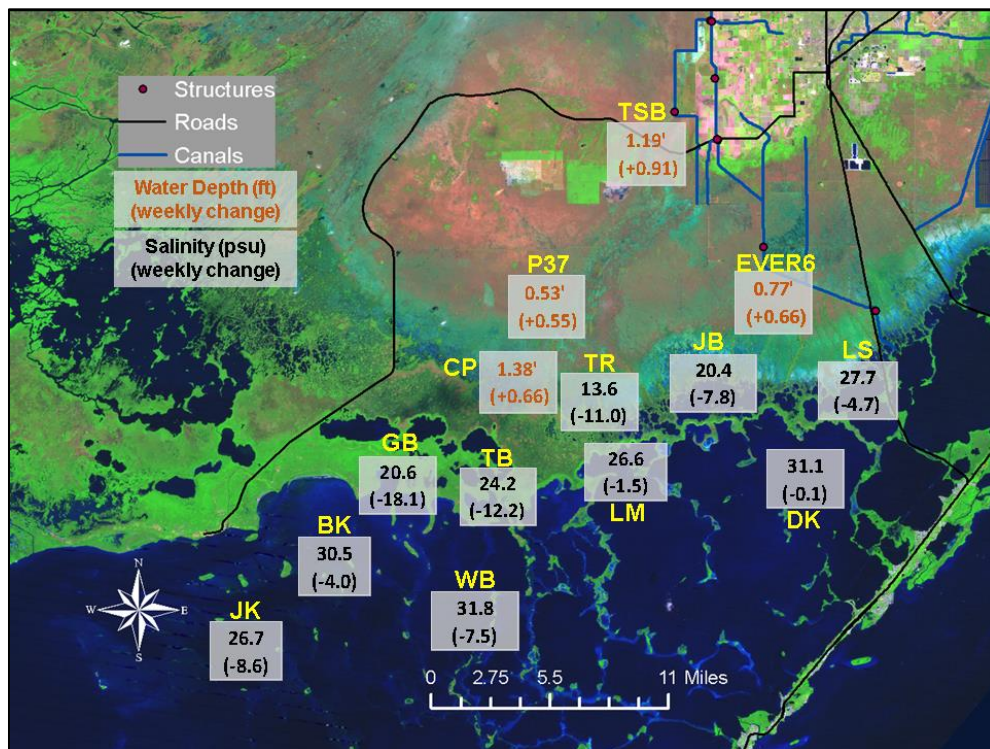 Structures
Roads
Canals
Water Depth (ft)
(weekly change)
Salinity (psu)
(weekly change)
TSB
1.19'
(+0.91)
P37
0.53'
(+0.55)
EVER6
0.77'
(+0.66)
CP
1.38'
(+0.66)
TR
13.6
(-11.0)
JB
20.4
(-7.8)
LS
27.7
(-4.7)
GB
20.6
(-18.1)
TB
24.2
(-12.2)
26.6
(-1.5)
LM
31.1
(-0.1)
DK
BK
30.5
(-4.0)
WB
31.8
(-7.5)
JK
26.7
(-8.6)
N
W E
S
0 2.75 5.5 11 Miles